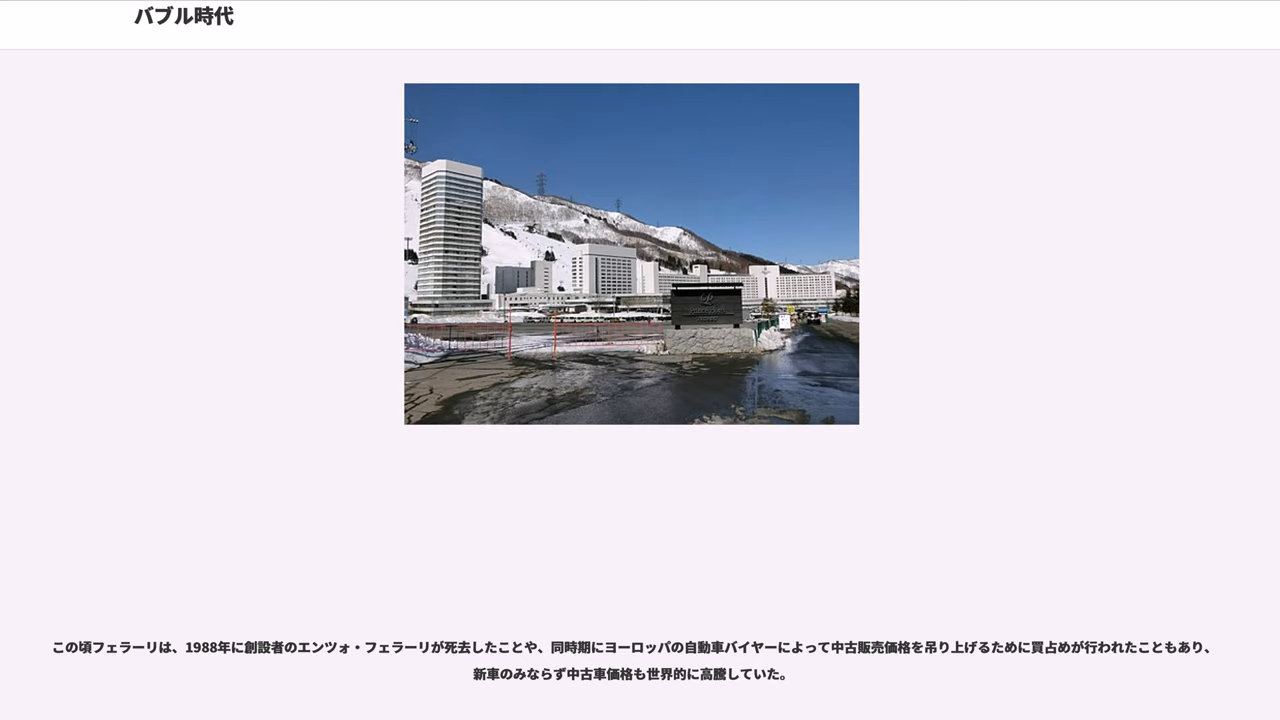 バブル時代
この頃フェラーリは、1988年に創設者のエンツォ・フェラーリが死去したことや、同時期にヨーロッパの自動車バイヤーによって中古販売価格を吊り上げるために買占めが行われたこともあり、
新車のみならず中古車価格も世界的に高騰していた。